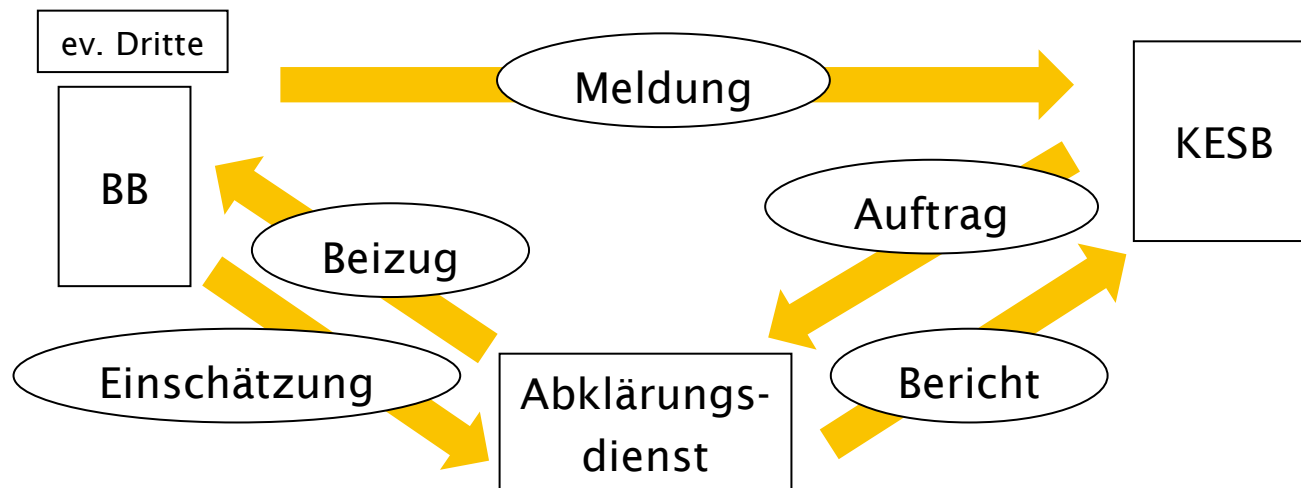 ev. Dritte
Meldung
KESB
BB
Auftrag
Beizug
Einschätzung
Abklärungs-
dienst
Bericht